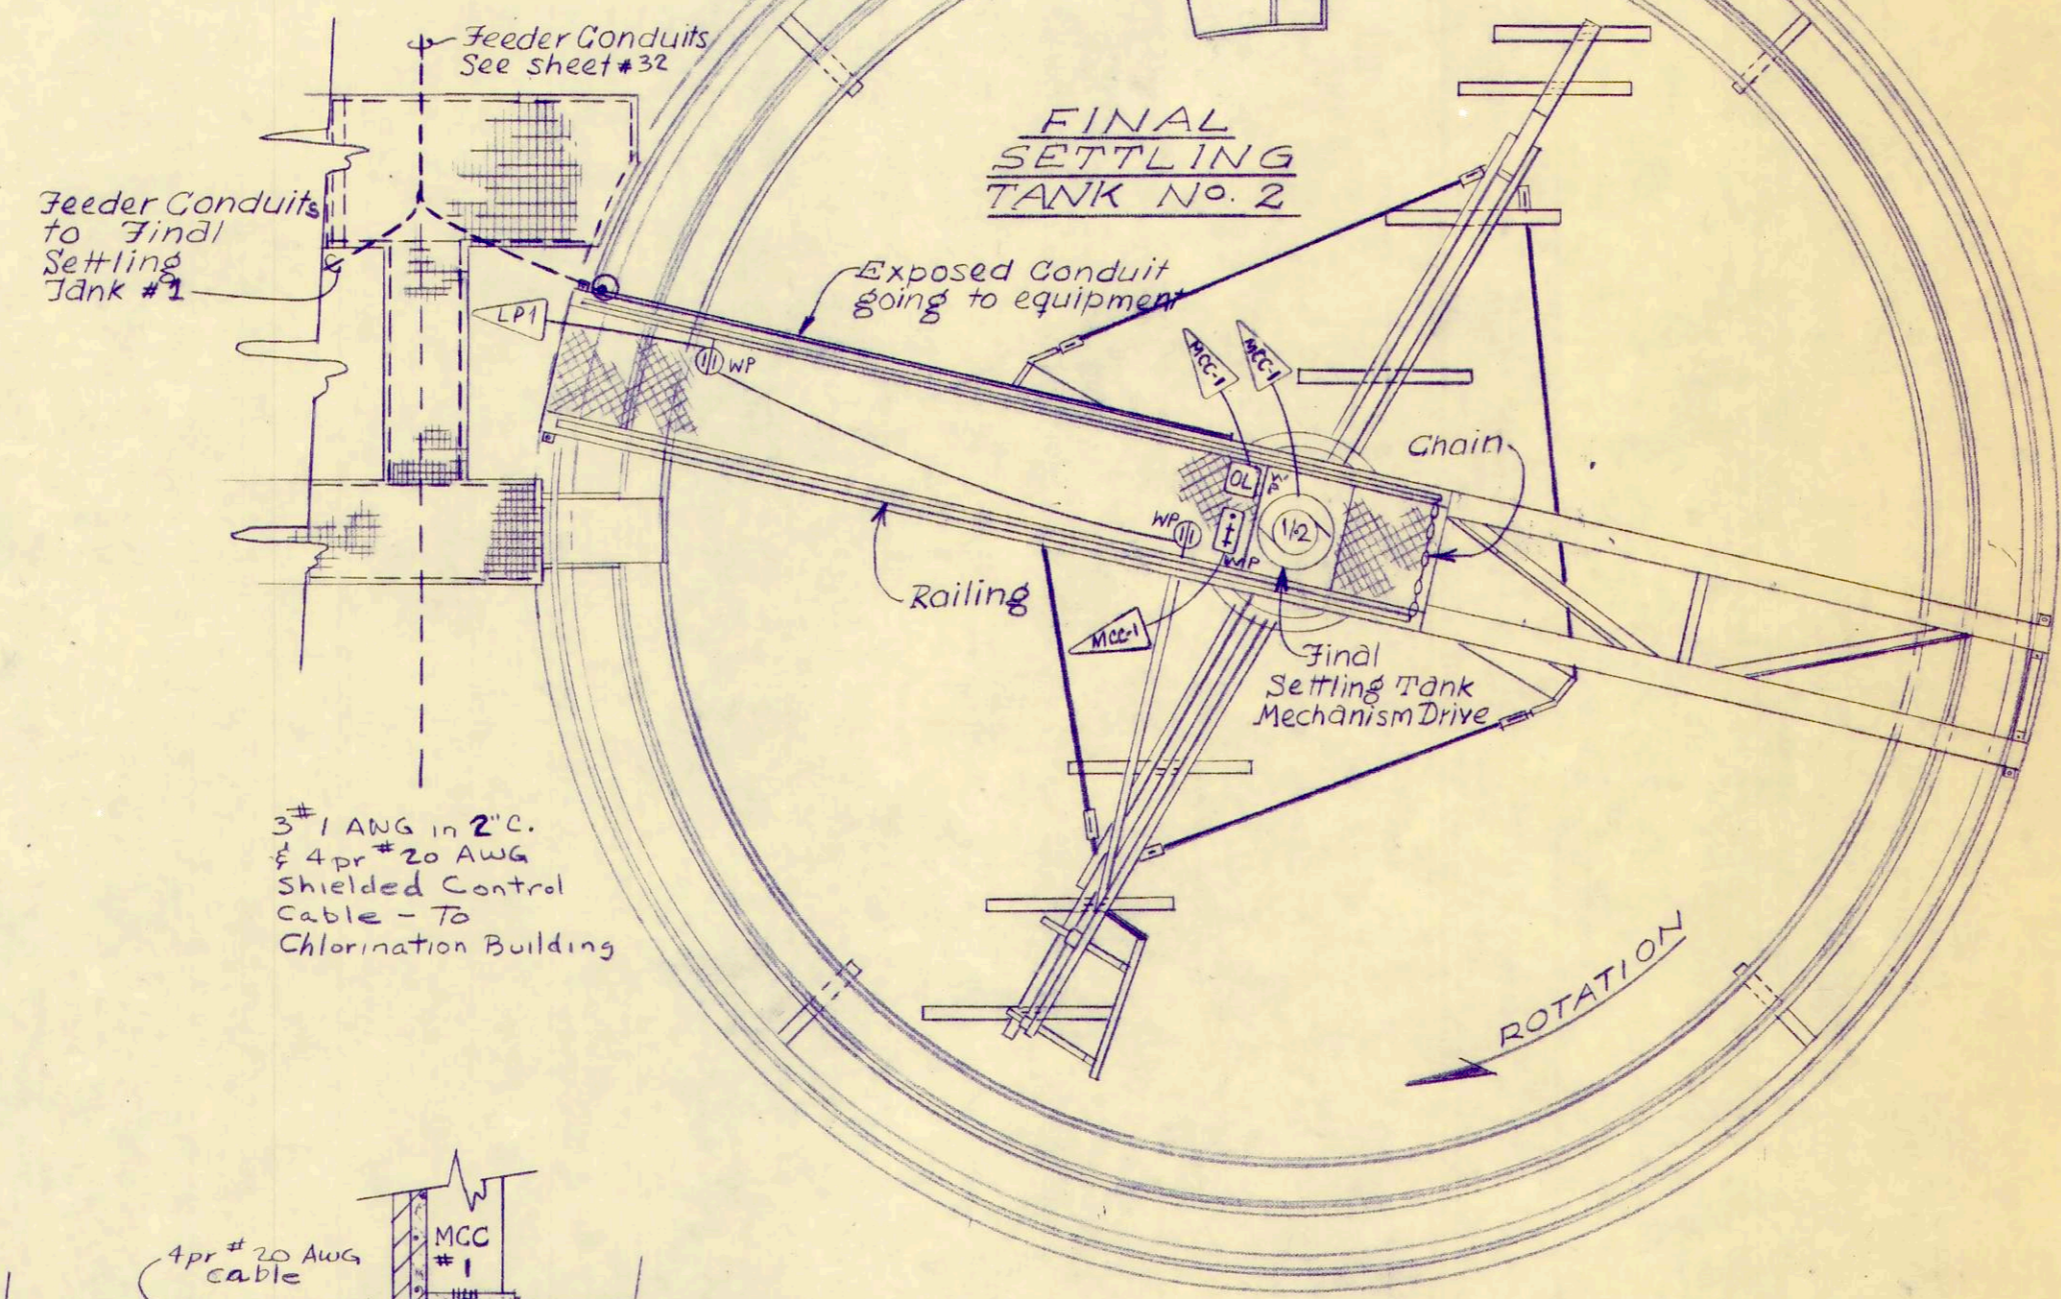 Feeder Conduits
See sheet #32
FINAL
SETTLING
TANK No. 2
Feeder Conduits
to Final
Settling
Tank #1
Exposed Conduit
going to equipment
LP1
WP
MCC-1
MCC-1
Chain
OL
WP
WP
1/2
WP
Railing
MCC-1
Final
Settling Tank
Mechanism Drive
3 #1 ANG in 2" C.
& 4pr #20 AWG
Shielded Control
Cable - To
Chlorination Building
ROTATION
4pr #20 AWG
Cable
MCC
#1